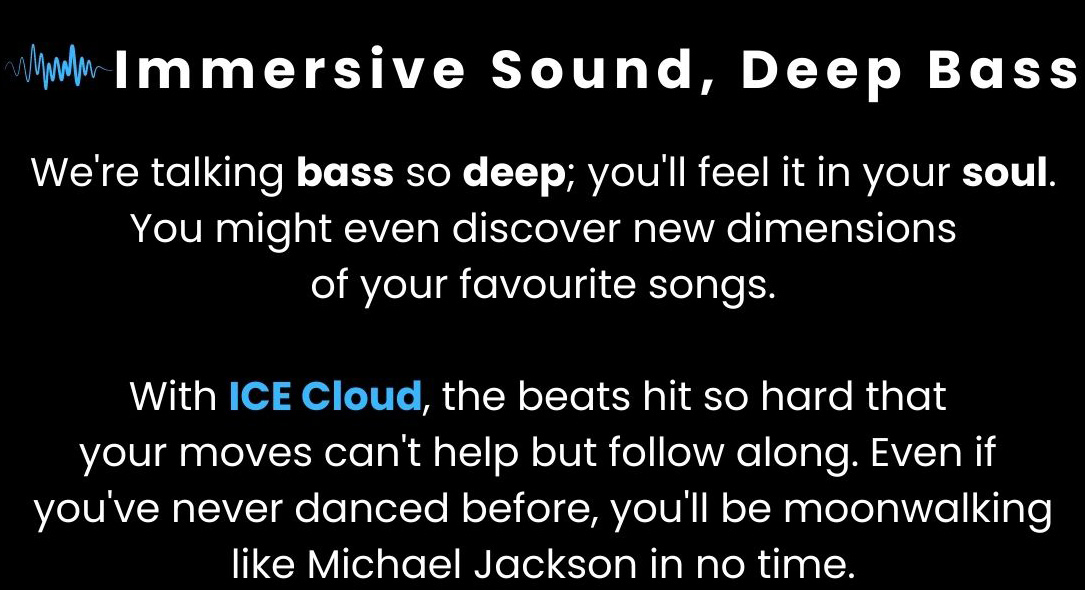 Immersive Sound, Deep Bass
We're talking bass so deep; you'll feel it in your soul.
You might even discover new dimensions
of your favourite songs.
With ICE Cloud, the beats hit so hard that
your moves can't help but follow along. Even if
you've never danced before, you'll be moonwalking
like Michael Jackson in no time.